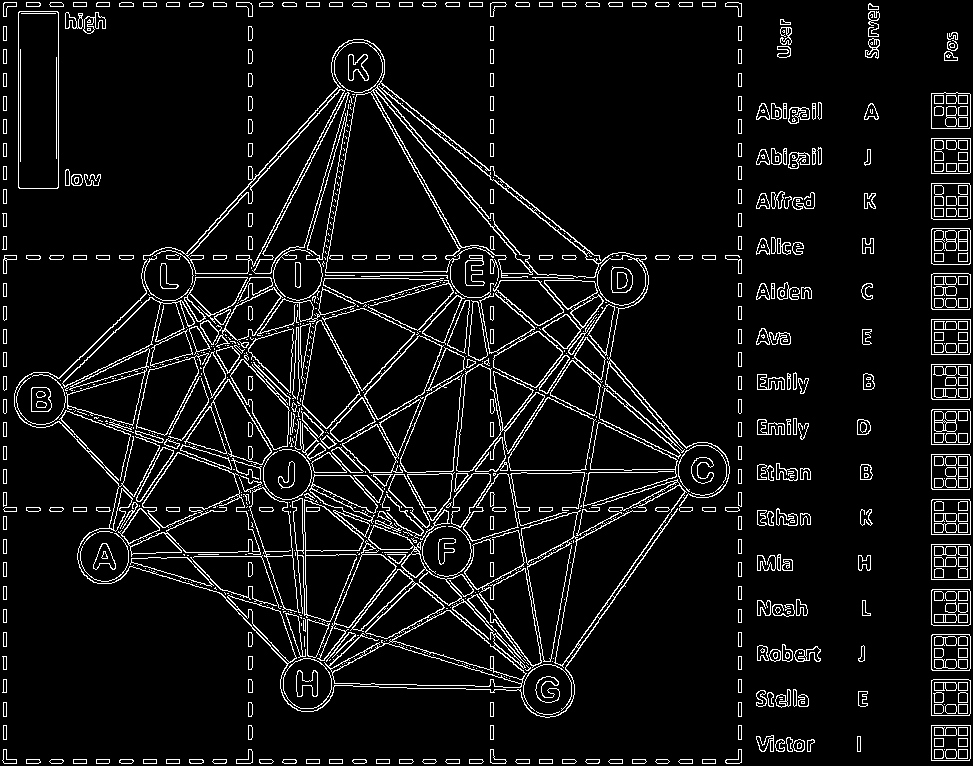 high
low
K
L
I
E
D
B
J
C
A
F
H
G
User Server Pos
Abigail A
Abigail J
Alfred K
Alice H
Aiden C
Ava E
Emily B
Emily D
Ethan B
Ethan K
Mia H
Noah L
Robert J
Stella E
Victor I